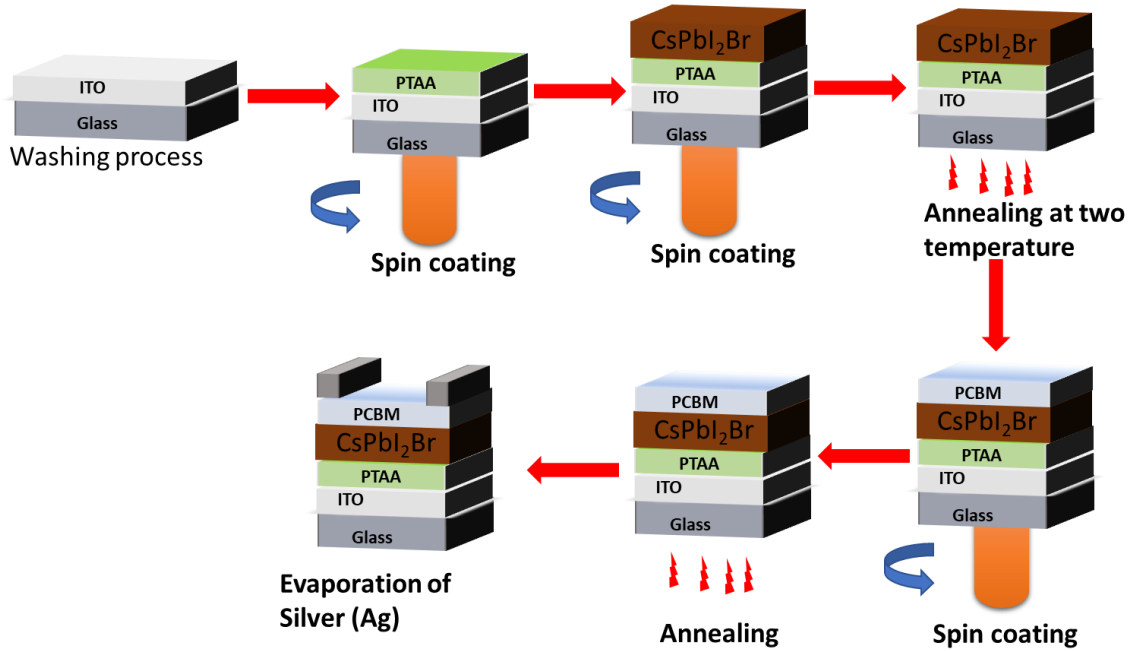 ITO
Glass
Washing process
PTAA
ITO
Glass
Spin coating
CsPbI₂Br
PTAA
ITO
Glass
Spin coating
CsPbI₂Br
PTAA
ITO
Glass
Annealing at two
temperature
PCBM
CsPbI₂Br
PTAA
ITO
Glass
Spin coating
PCBM
CsPbI₂Br
PTAA
ITO
Glass
Annealing
PCBM
CsPbI₂Br
PTAA
ITO
Glass
Evaporation of
Silver (Ag)